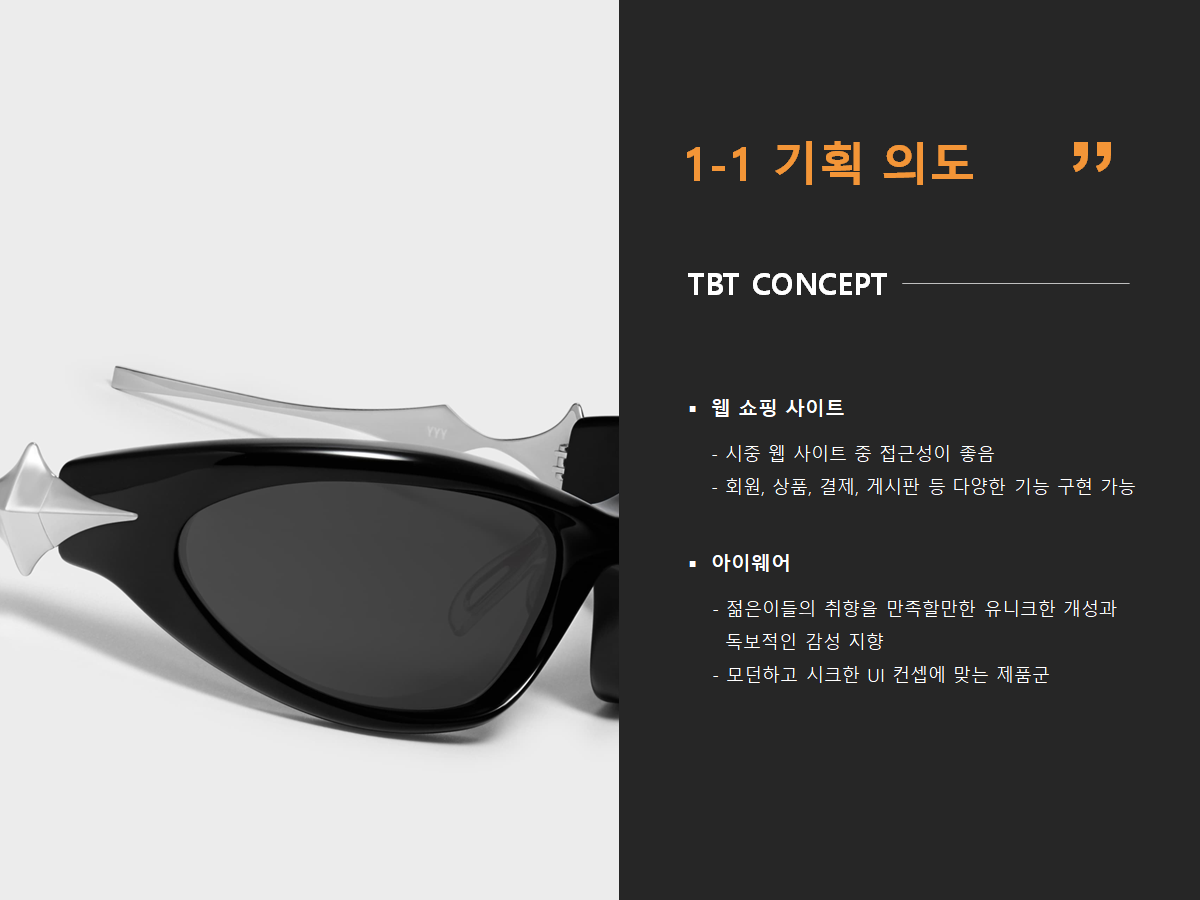 1-1 기획 의도
”
TBT CONCEPT
▪ 웹 쇼핑 사이트
- 시중 웹 사이트 중 접근성이 좋음
- 회원, 상품, 결제, 게시판 등 다양한 기능 구현 가능
▪ 아이웨어
- 젊은이들의 취향을 만족할만한 유니크한 개성과
독보적인 감성 지향
- 모던하고 시크한 UI 컨셉에 맞는 제품군
YYY